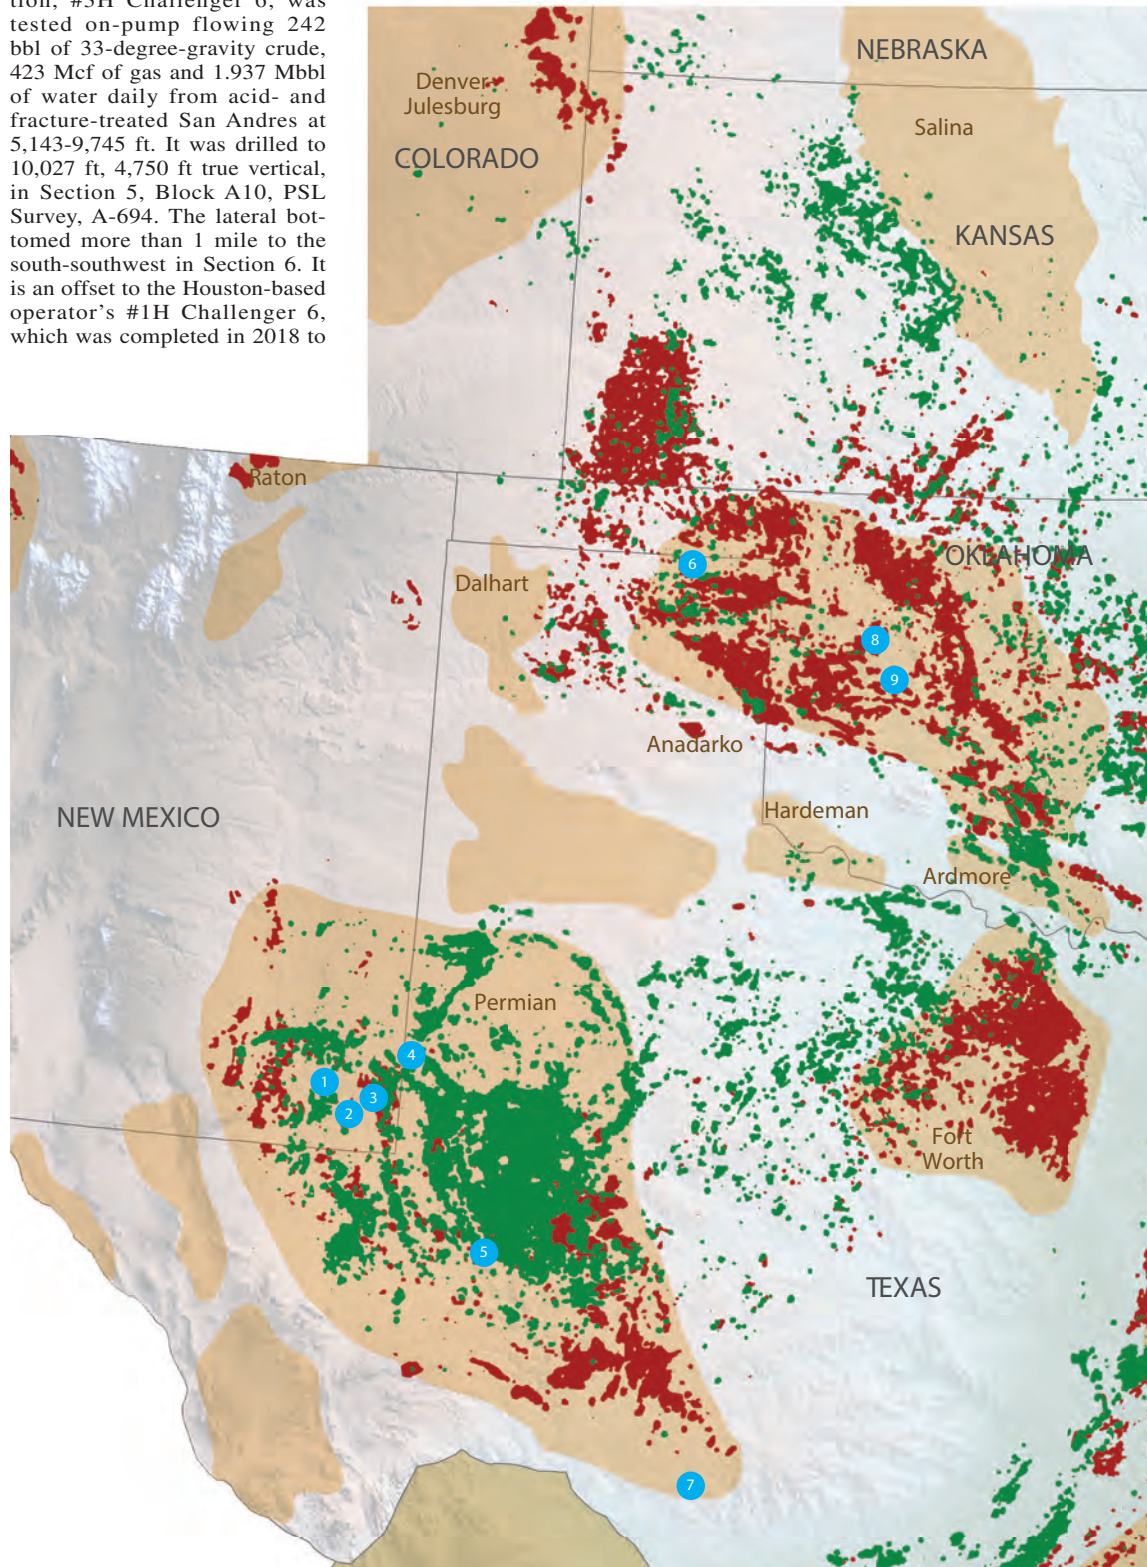 tion, #3H Challenger 6, was
tested on-pump flowing 242
bbl of 33-degree-gravity crude,
423 Mcf of gas and 1.937 Mbbl
of water daily from acid- and
fracture-treated San Andres at
5,143-9,745 ft. It was drilled to
10,027 ft, 4,750 ft true vertical,
in Section 5, Block A10, PSL
Survey, A-694. The lateral bot-
tomed more than 1 mile to the
south-southwest in Section 6. It
is an offset to the Houston-based
operator's #1H Challenger 6,
which was completed in 2018 to
NEBRASKA
Denver
Julesburg
Salina
COLORADO
KANSAS
Raton
OKLAHOMA
6
Dalhart
8
9
Anadarko
NEW MEXICO
Hardeman
Ardmore
Permian
4
1
3
2
Fort
Worth
5
TEXAS
7